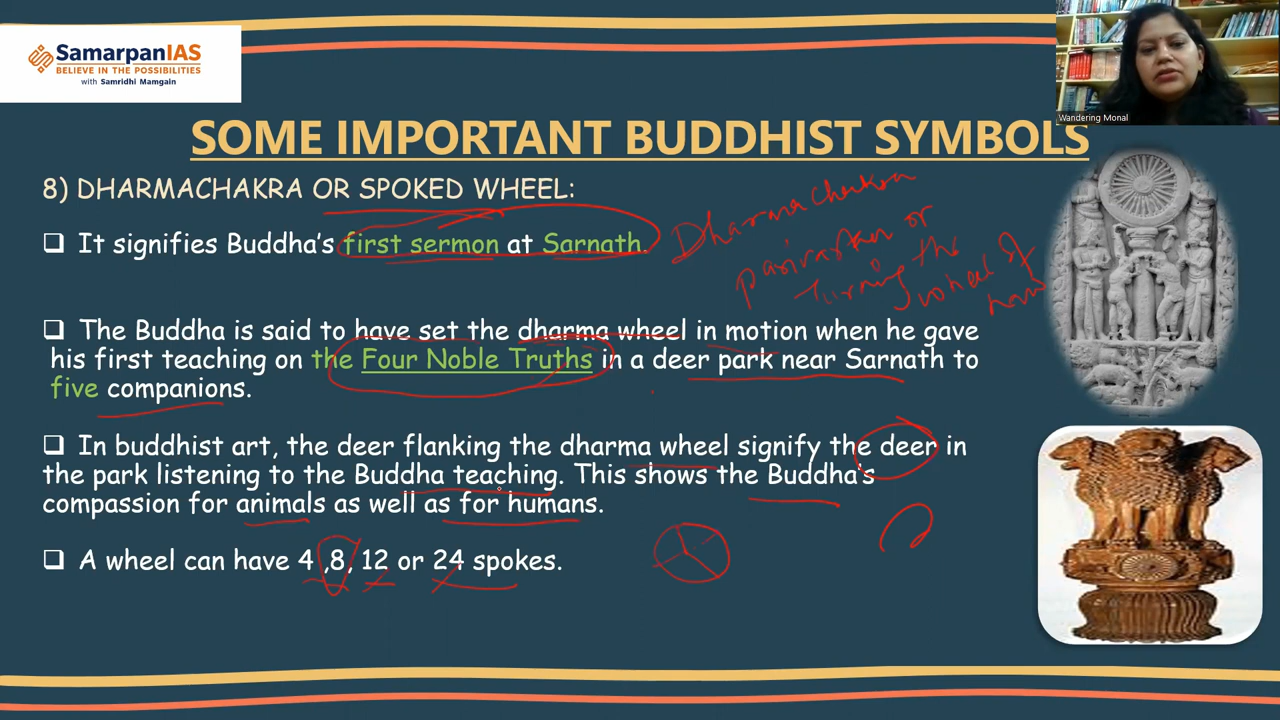 SamarpanIAS
BELIEVE IN THE POSSIBILITIES
with Samridhi Mamgain
Wandering Monal
SOME IMPORTANT BUDDHIST SYMBOLS
8) DHARMACHAKRA OR SPOKED WHEEL:
❑ It signifies Buddha's first sermon at Sarnath.
Dharmachakra
or
turning the
wheel of
❑ The Buddha is said to have set the dharma wheel in motion when he gave
his first teaching on the Four Noble Truths in a deer park near Sarnath to
five companions.
❑ In buddhist art, the deer flanking the dharma wheel signify the deer in
the park listening to the Buddha teaching. This shows the Buddha's
compassion for animals as well as for humans.
❑ A wheel can have 4 ,8, 12 or 24 spokes.